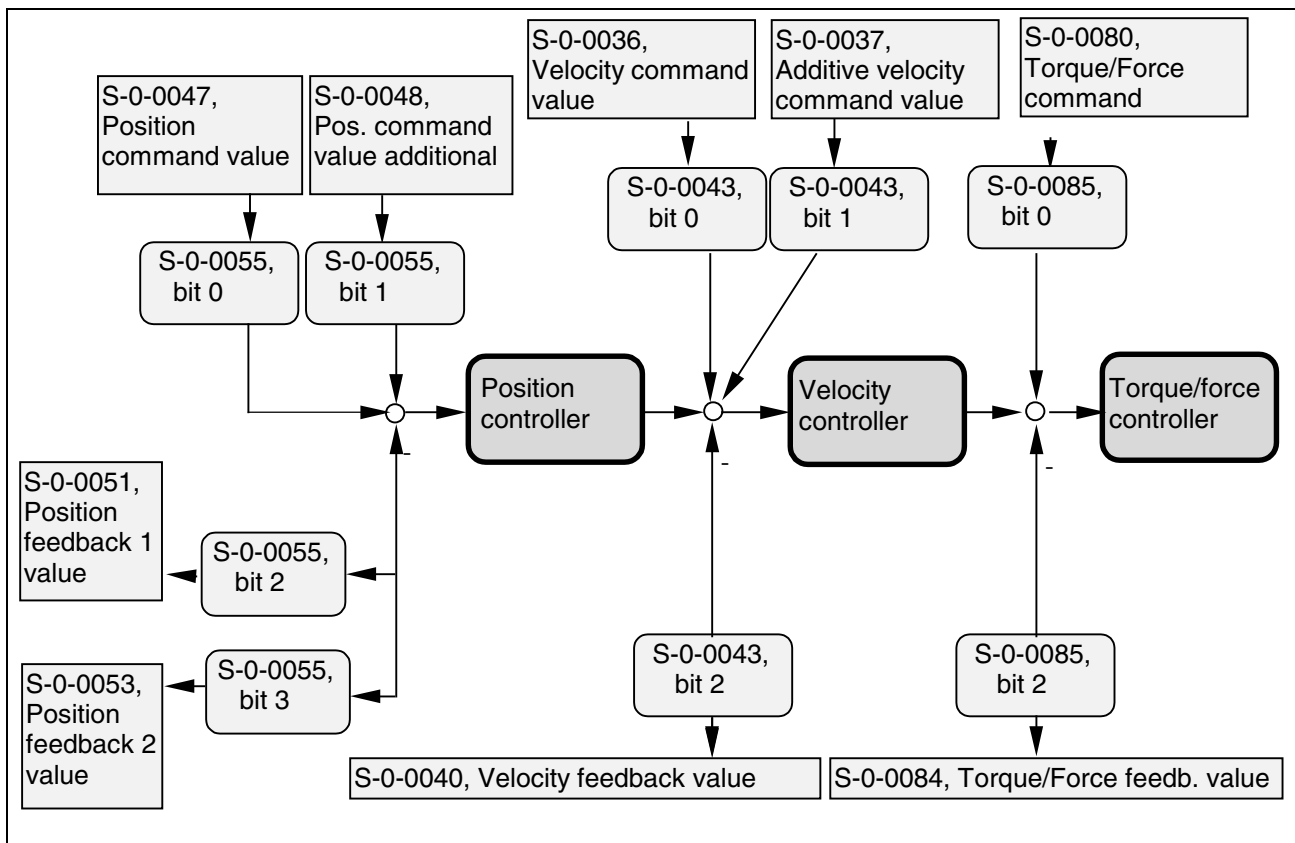 S-0-0036,
Velocity command
value
S-0-0037,
Additive velocity
command value
S-0-0080,
Torque/Force
command
S-0-0047,
Position
command value
S-0-0048,
Pos. command
value additional
S-0-0043,
bit 0
S-0-0043,
bit 1
S-0-0085,
bit 0
S-0-0055,
bit 0
S-0-0055,
bit 1
Position
controller
Velocity
controller
Torque/force
controller
-
-
-
S-0-0051,
Position
feedback 1
value
S-0-0055,
bit 2
S-0-0053,
Position
feedback 2
value
S-0-0055,
bit 3
S-0-0043,
bit 2
S-0-0085,
bit 2
S-0-0040, Velocity feedback value
S-0-0084, Torque/Force feedb. value